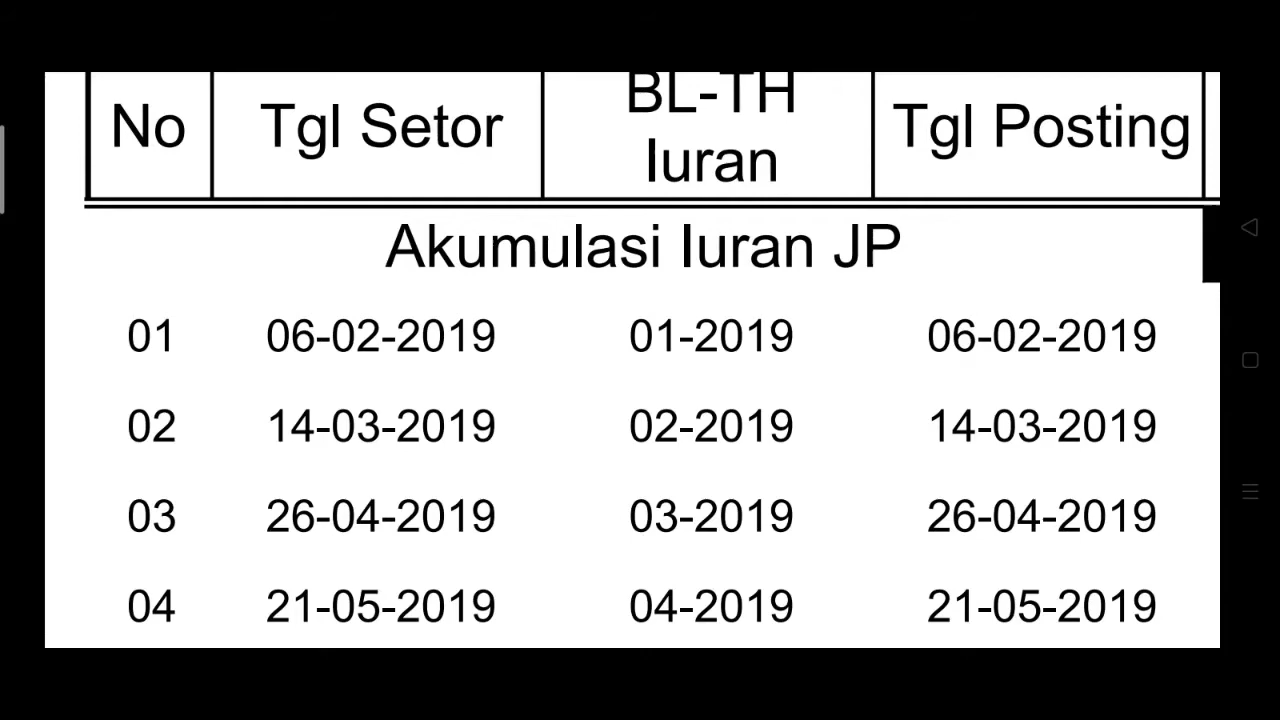 No Tgl Setor BL-TH Iuran Tgl Posting
Akumulasi Iuran JP
01 06-02-2019 01-2019 06-02-2019
02 14-03-2019 02-2019 14-03-2019
03 26-04-2019 03-2019 26-04-2019
04 21-05-2019 04-2019 21-05-2019